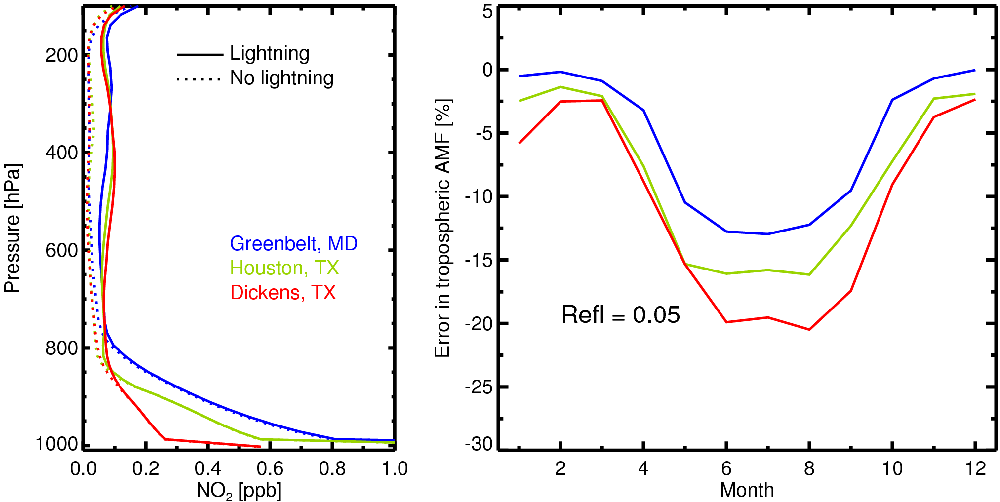 Pressure [hPa]
200
400
600
800
1000
Lightning
No lightning
Greenbelt, MD
Houston, TX
Dickens, TX
0.0 0.2 0.4 0.6 0.8 1.0
NO₂ [ppb]
Error in tropospheric AMF [%]
5
0
-5
-10
-15
-20
-25
-30
Refl = 0.05
2 4 6 8 10 12
Month